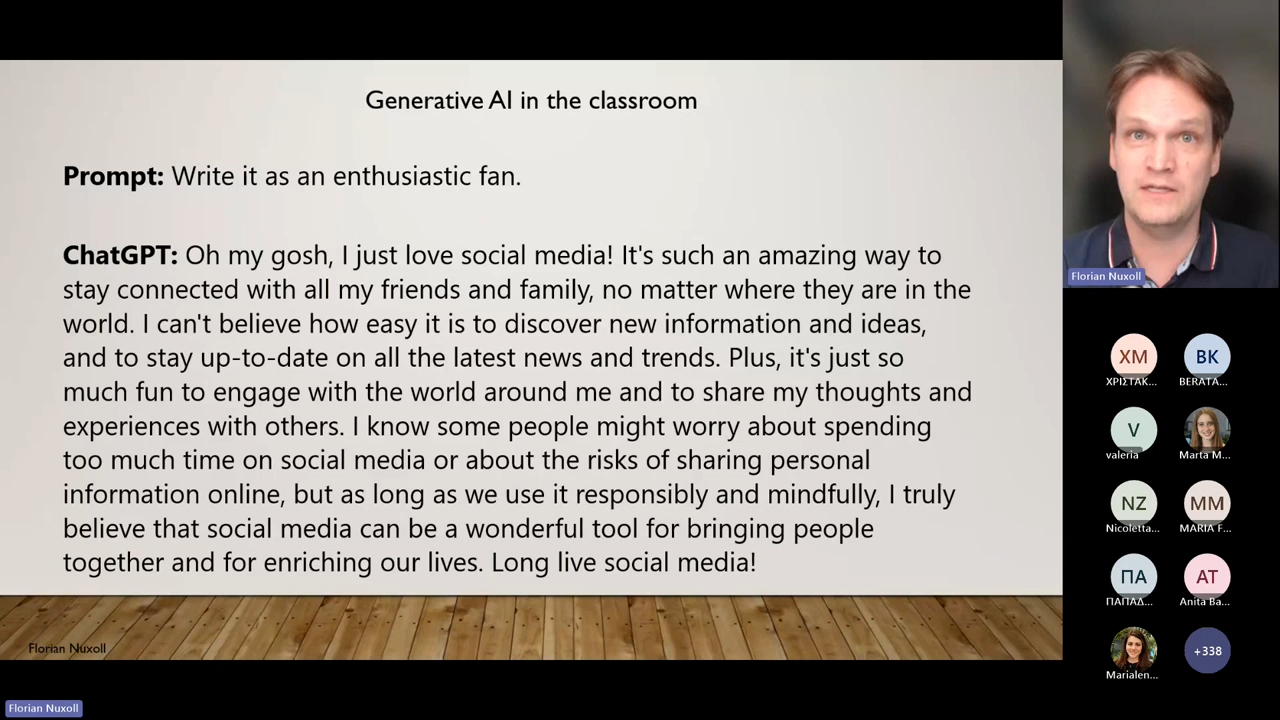 Generative AI in the classroom
Prompt: Write it as an enthusiastic fan.
ChatGPT: Oh my gosh, I just love social media! It's such an amazing way to
stay connected with all my friends and family, no matter where they are in the
world. I can't believe how easy it is to discover new information and ideas,
and to stay up-to-date on all the latest news and trends. Plus, it's just so
much fun to engage with the world around me and to share my thoughts and
experiences with others. I know some people might worry about spending
too much time on social media or about the risks of sharing personal
information online, but as long as we use it responsibly and mindfully, I truly
believe that social media can be a wonderful tool for bringing people
together and for enriching our lives. Long live social media!
Florian Nuxoll
Florian Nuxoll
Florian Nuxoll
ΧΜ
ΧΡΙΣΤΑΚ...
BK
BERATA...
V
valeria
Marta M...
NZ
Nicoletta...
MM
MARIA F...
ΠΑ
ΠΑΠΑΔ...
AT
Anita Ba...
Marialen...
+338